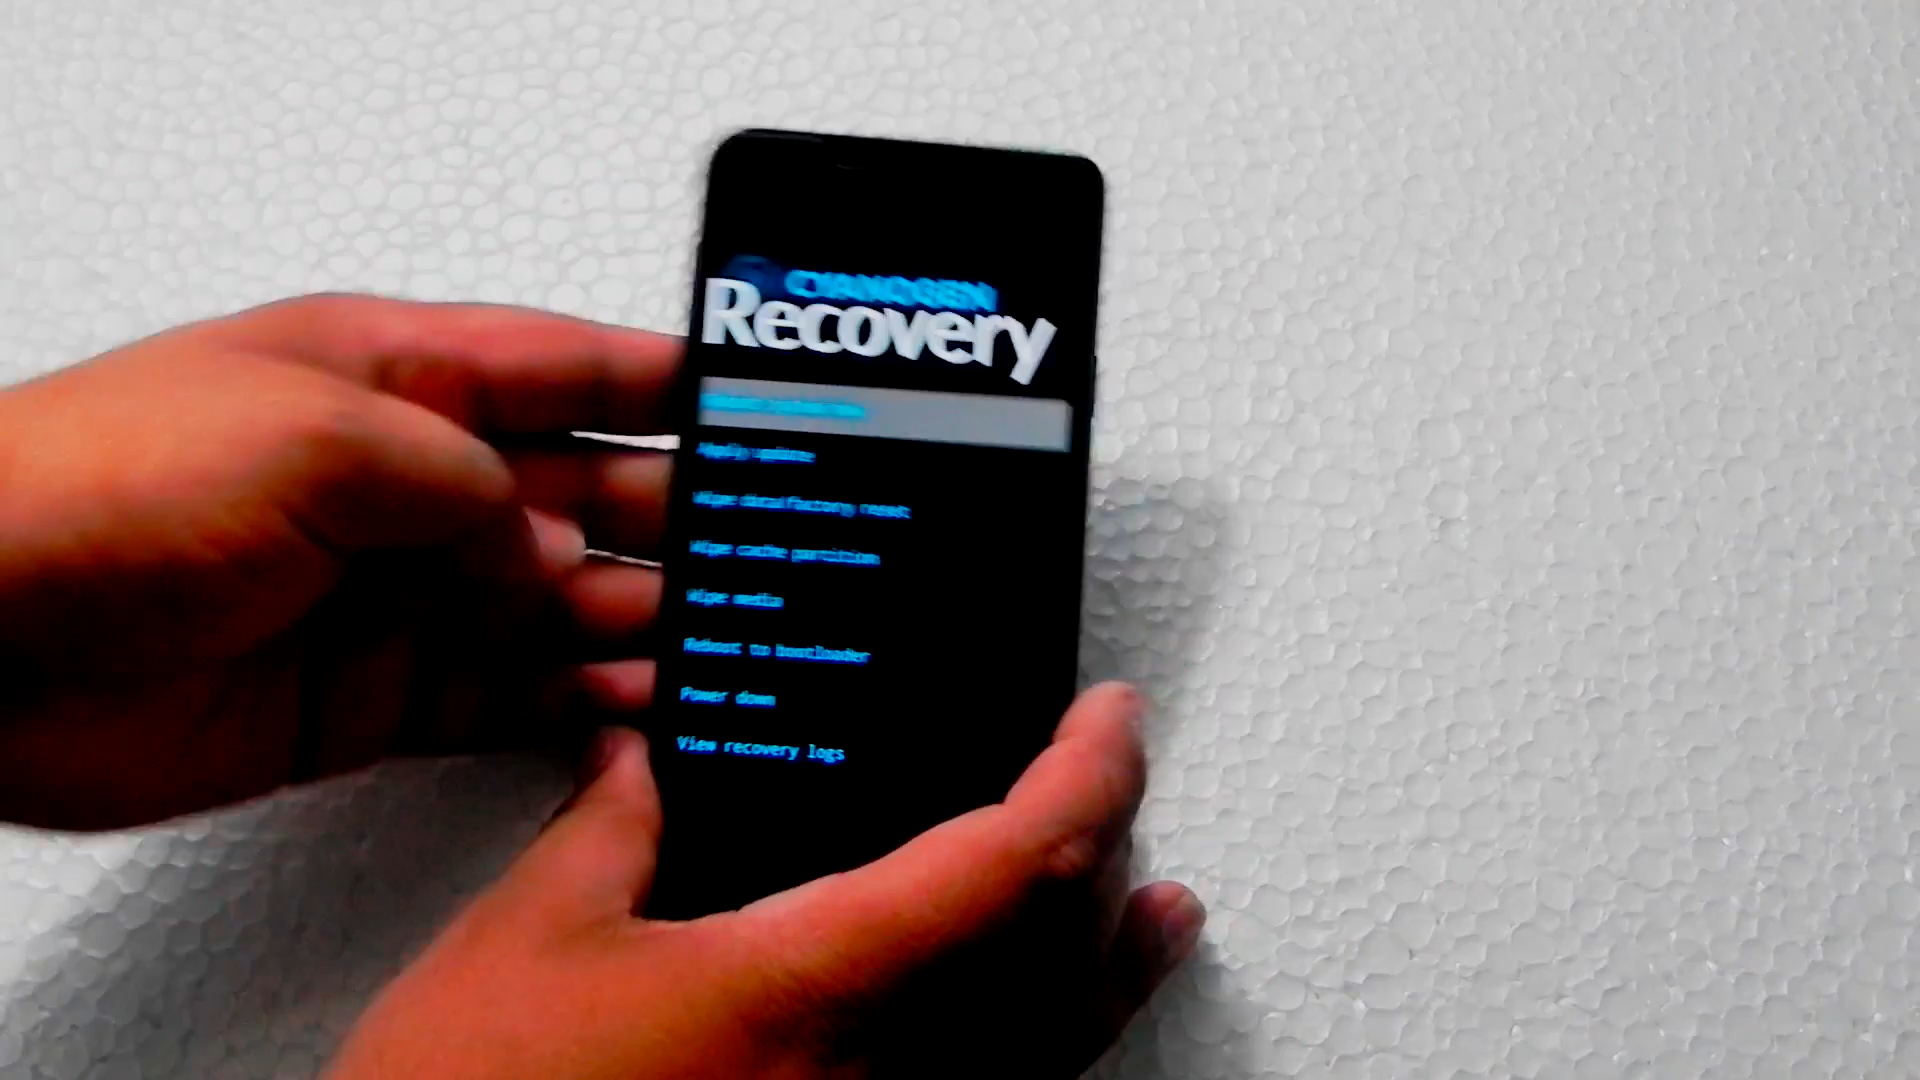 CYANOGEN
Recovery
Apply update
Wipe data/factory reset
Wipe cache partition
Wipe media
Reboot to bootloader
Power down
View recovery logs